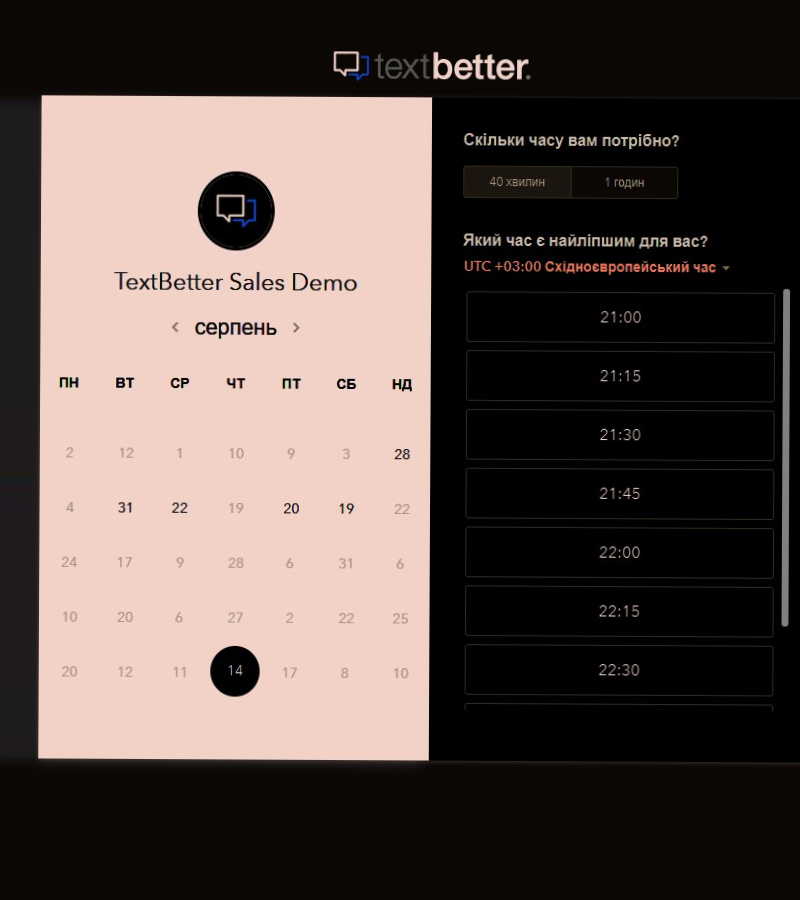 textbetter.
TextBetter Sales Demo
серпень
ПН ВТ СР ЧТ ПТ СБ НД
2 12 1 10 9 3 28
4 31 22 19 20 19 22
24 17 9 28 6 31 6
10 20 6 27 2 22 25
20 12 11 14 17 8 10
Скільки часу вам потрібно?
40 хвилин 1 годин
Який час є найліпшим для вас?
UTC +03:00 Східноєвропейський час
21:00
21:15
21:30
21:45
22:00
22:15
22:30